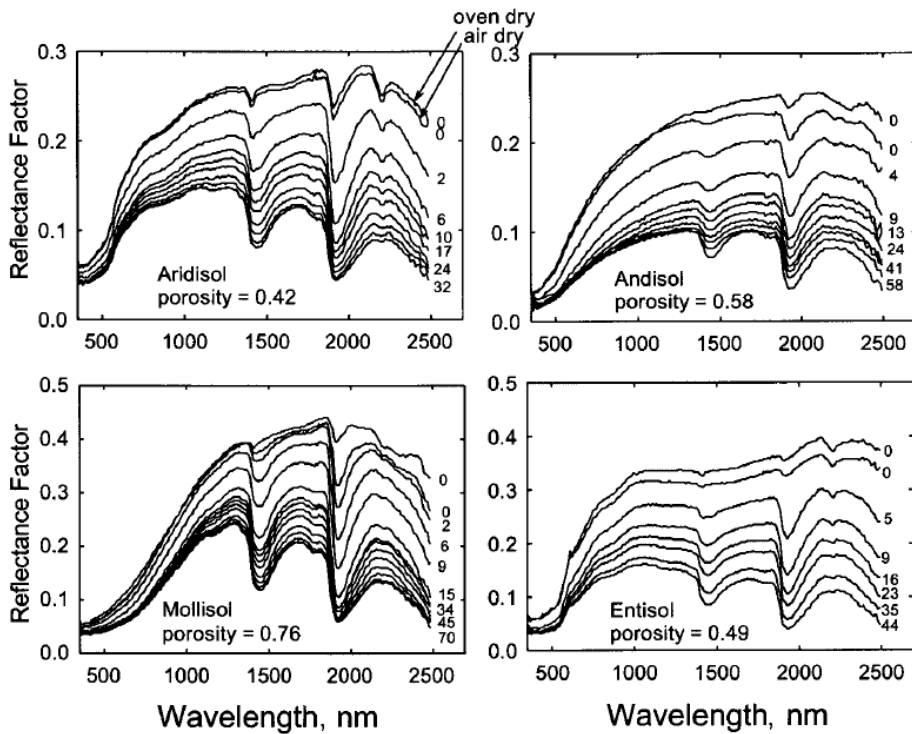 oven dry
air dry
Reflectance Factor
0.3
0.2
0.1
0.0
0
0
2
6
10
17
24
32
Aridisol
porosity = 0.42
500 1000 1500 2000 2500
0.3
0.2
0.1
0.0
0
0
4
9
13
24
41
58
Andisol
porosity = 0.58
500 1000 1500 2000 2500
Reflectance Factor
0.5
0.4
0.3
0.2
0.1
0.0
0
0
2
6
9
15
34
45
70
Mollisol
porosity = 0.76
500 1000 1500 2000 2500
Wavelength, nm
0.5
0.4
0.3
0.2
0.1
0.0
0
0
5
9
16
23
35
44
Entisol
porosity = 0.49
500 1000 1500 2000 2500
Wavelength, nm